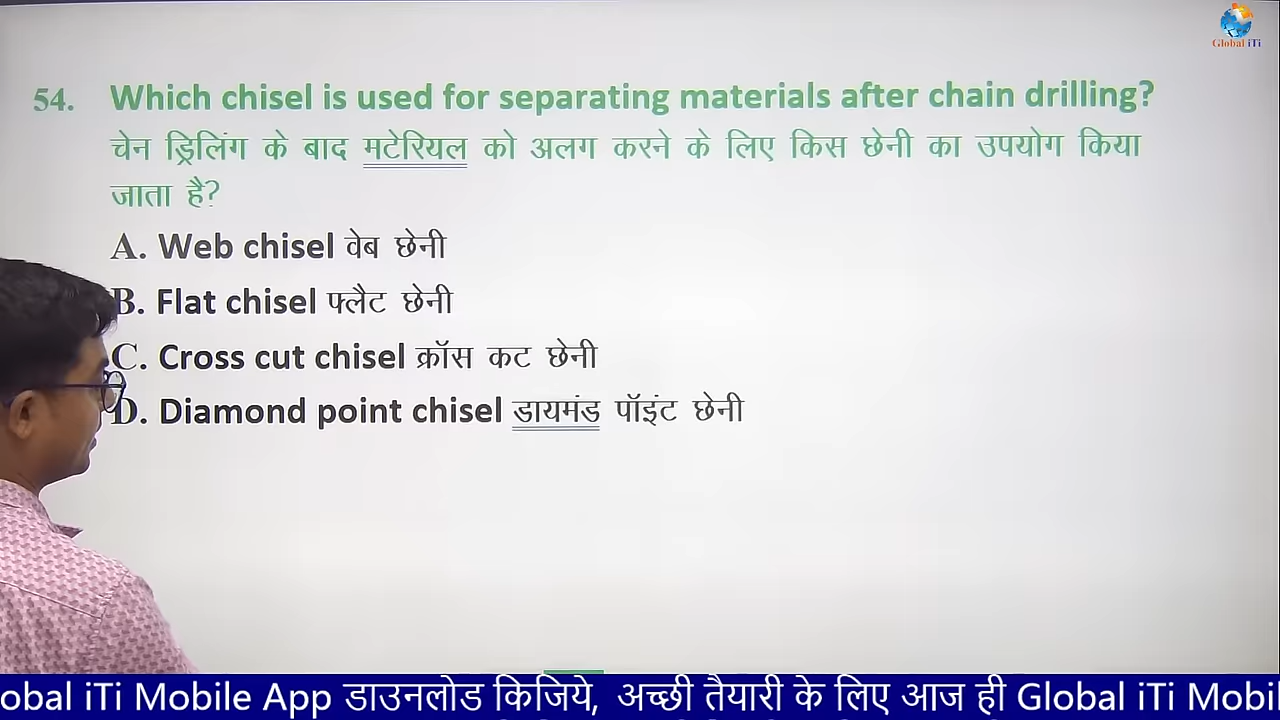 Global iTi
54. Which chisel is used for separating materials after chain drilling?
चेन ड्रिलिंग के बाद मटेरियल को अलग करने के लिए किस छेनी का उपयोग किया
जाता है?
A. Web chisel वेब छेनी
B. Flat chisel फ्लैट छेनी
C. Cross cut chisel क्रॉस कट छेनी
D. Diamond point chisel डायमंड पॉइंट छेनी
obal iTi Mobile App डाउनलोड किजिये, अच्छी तैयारी के लिए आज ही Global iTi Mobi